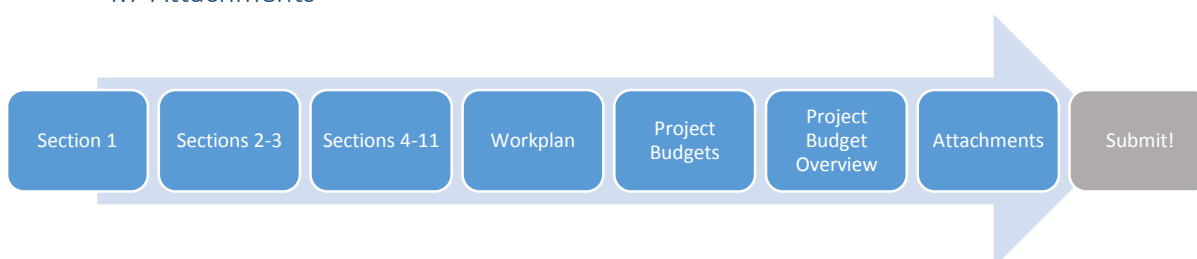 Section 1
Sections 2-3
Sections 4-11
Workplan
Project
Budgets
Project
Budget
Overview
Attachments
Submit!